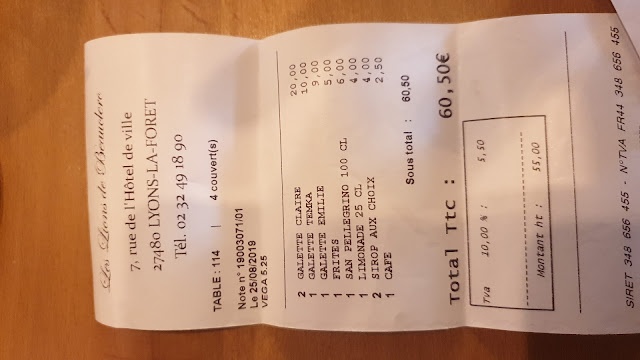 Les Lions de Beauclerc
7, rue de l'Hôtel de ville
27480 LYONS-LA-FORET
Tél. 02 32 49 18 90
TABLE : 114 | 4 couvert(s)
Note n° 19003071/01
Le 25/08/2019
VEGA 5.25
2 GALETTE CLAIRE 20,00
1 GALETTE TEMKA 10,00
1 GALETTE EMILIE 9,00
1 FRITES 5,00
1 SAN PELLEGRINO 100 CL 6,00
1 LIMONADE 25 CL 4,00
2 SIROP AUX CHOIX 4,00
1 CAFE 2,50
Sous total : 60,50
Total Ttc : 60,50€
Tva 10,00 % : 5,50
Montant ht : 55,00
SIRET 348 656 455 - N°TVA FR44 348 656 455